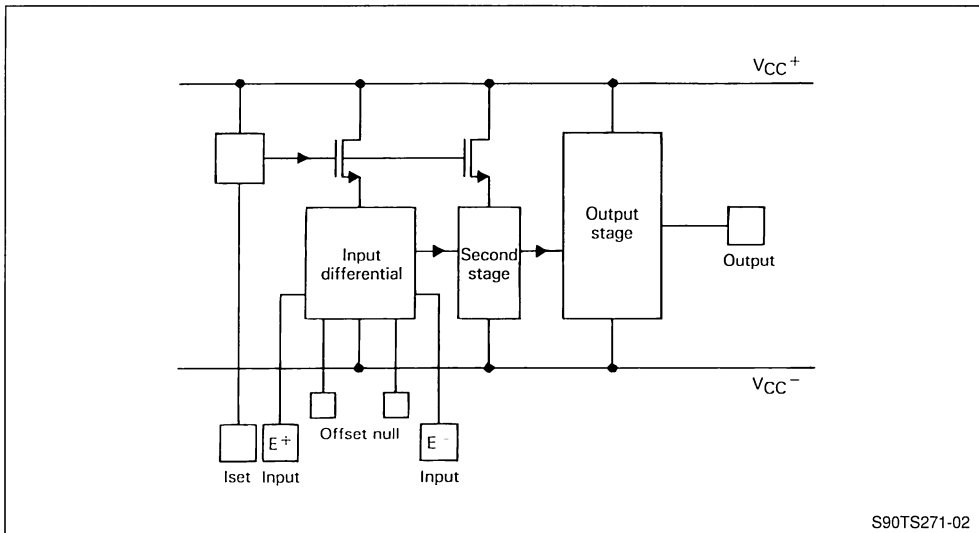 VCC+
Input
differential
Second
stage
Output
stage
Output
VCC-
Offset null
E+
E-
Iset
Input
Input
S90TS271-02